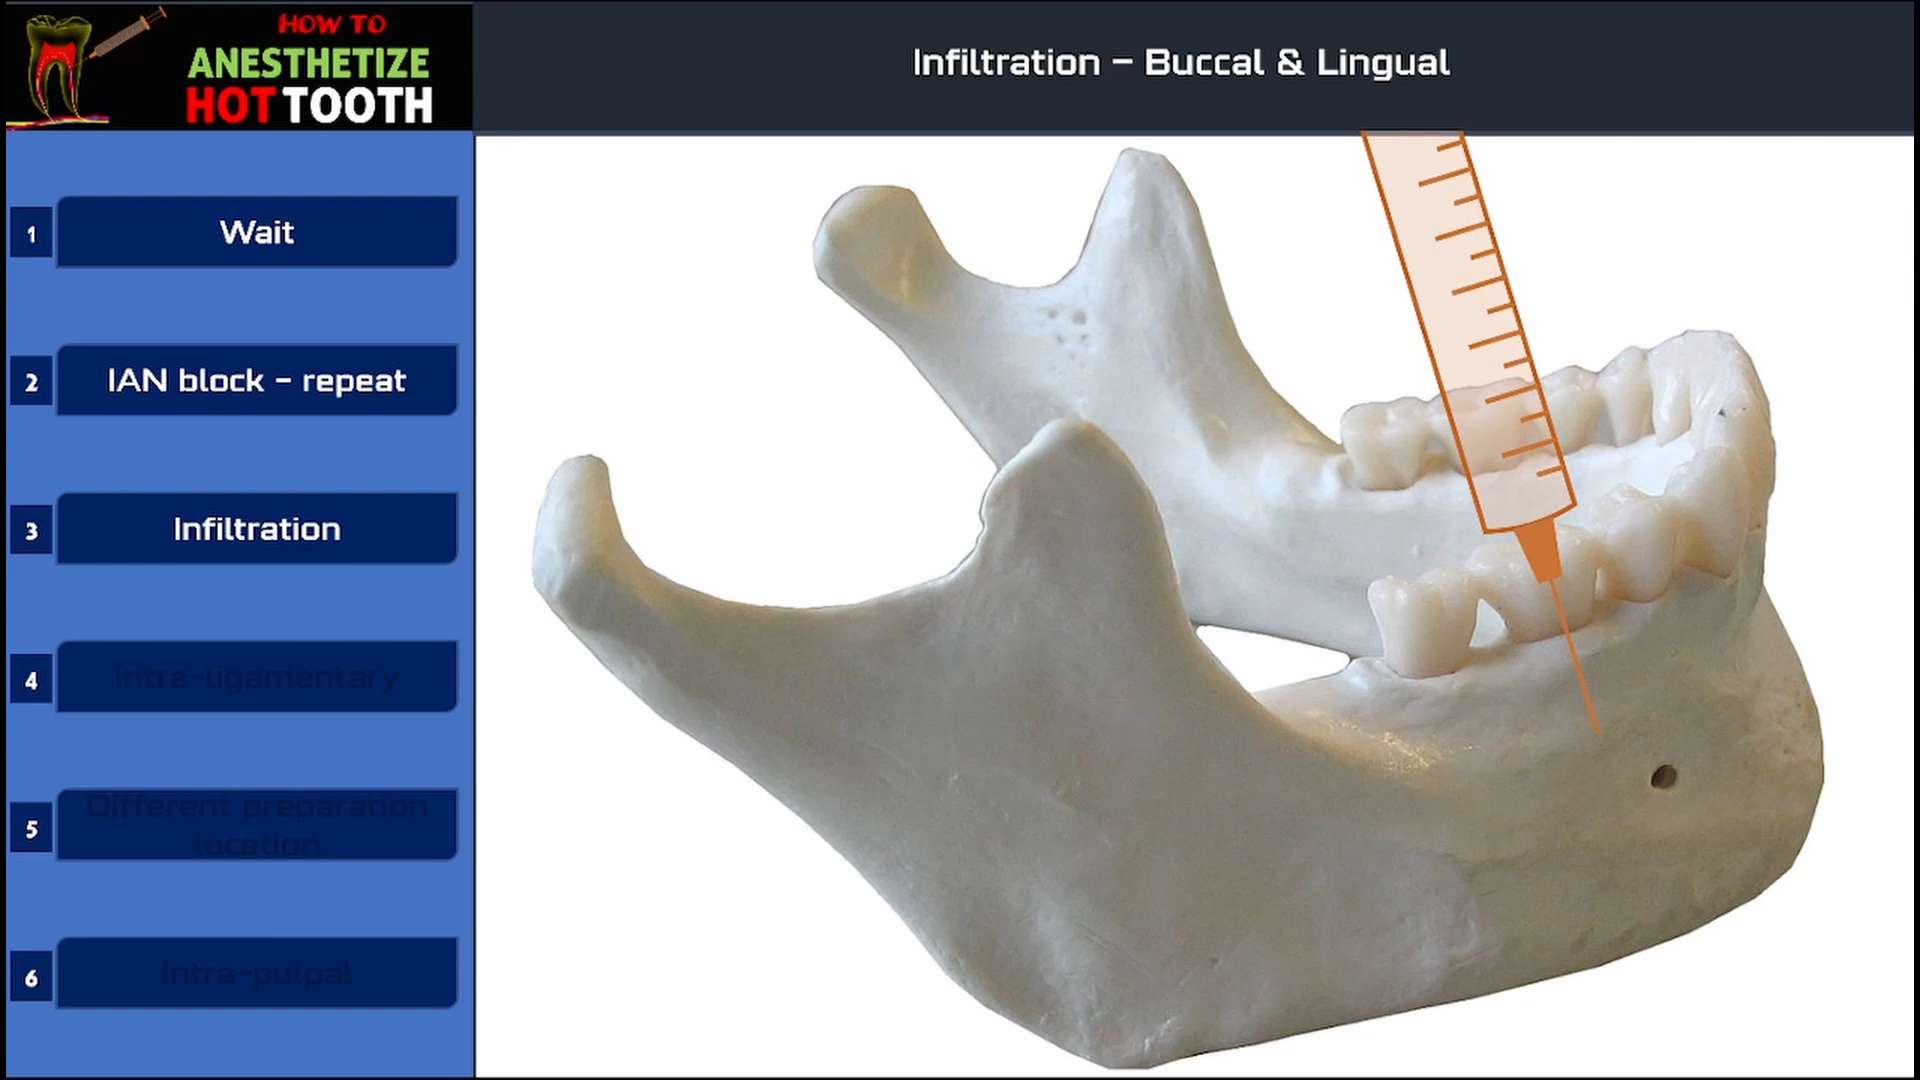 HOW TO
ANESTHETIZE
HOT TOOTH
Infiltration – Buccal & Lingual
1 Wait
2 IAN block – repeat
3 Infiltration
4 Intra-ligamentary
5 Different preparation
location
6 Intra-pulpal